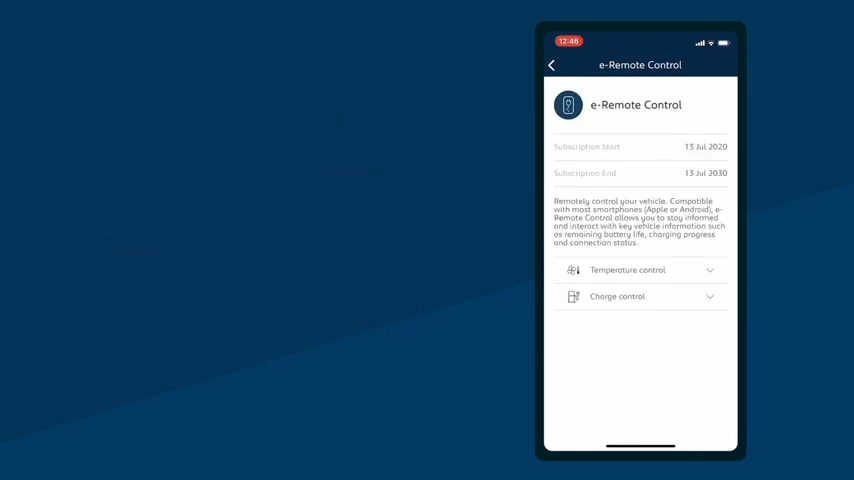 12:46
e-Remote Control
e-Remote Control
Subscription Start 13 Jul 2020
Subscription End 13 Jul 2030
Remotely control your vehicle. Compatible
with most smartphones (Apple or Android), e-
Remote Control allows you to stay informed
and interact with key vehicle information such
as remaining battery life, charging progress
and connection status.
Temperature control
Charge control